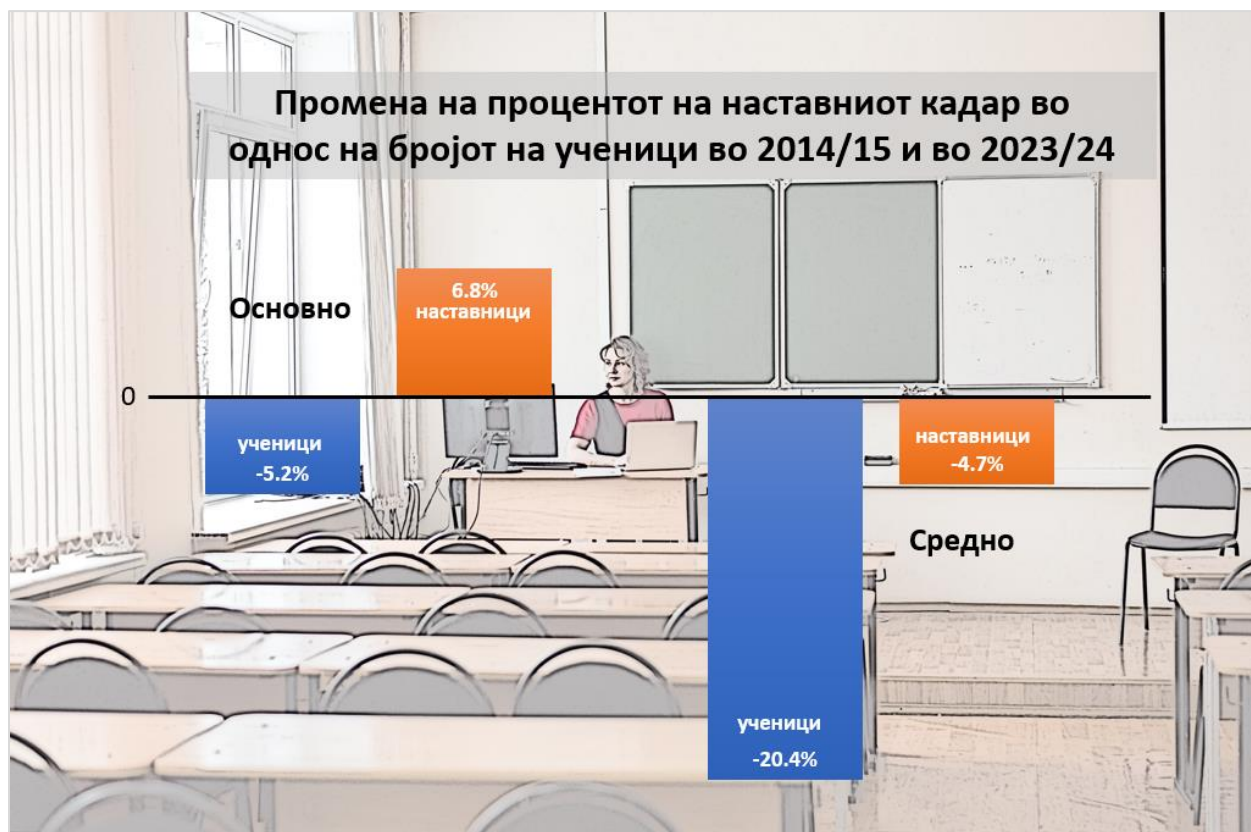 Промена на процентот на наставниот кадар во
однос на бројот на ученици во 2014/15 и во 2023/24
Основно
6.8%
наставници
0
ученици
-5.2%
наставници
-4.7%
Средно
ученици
-20.4%